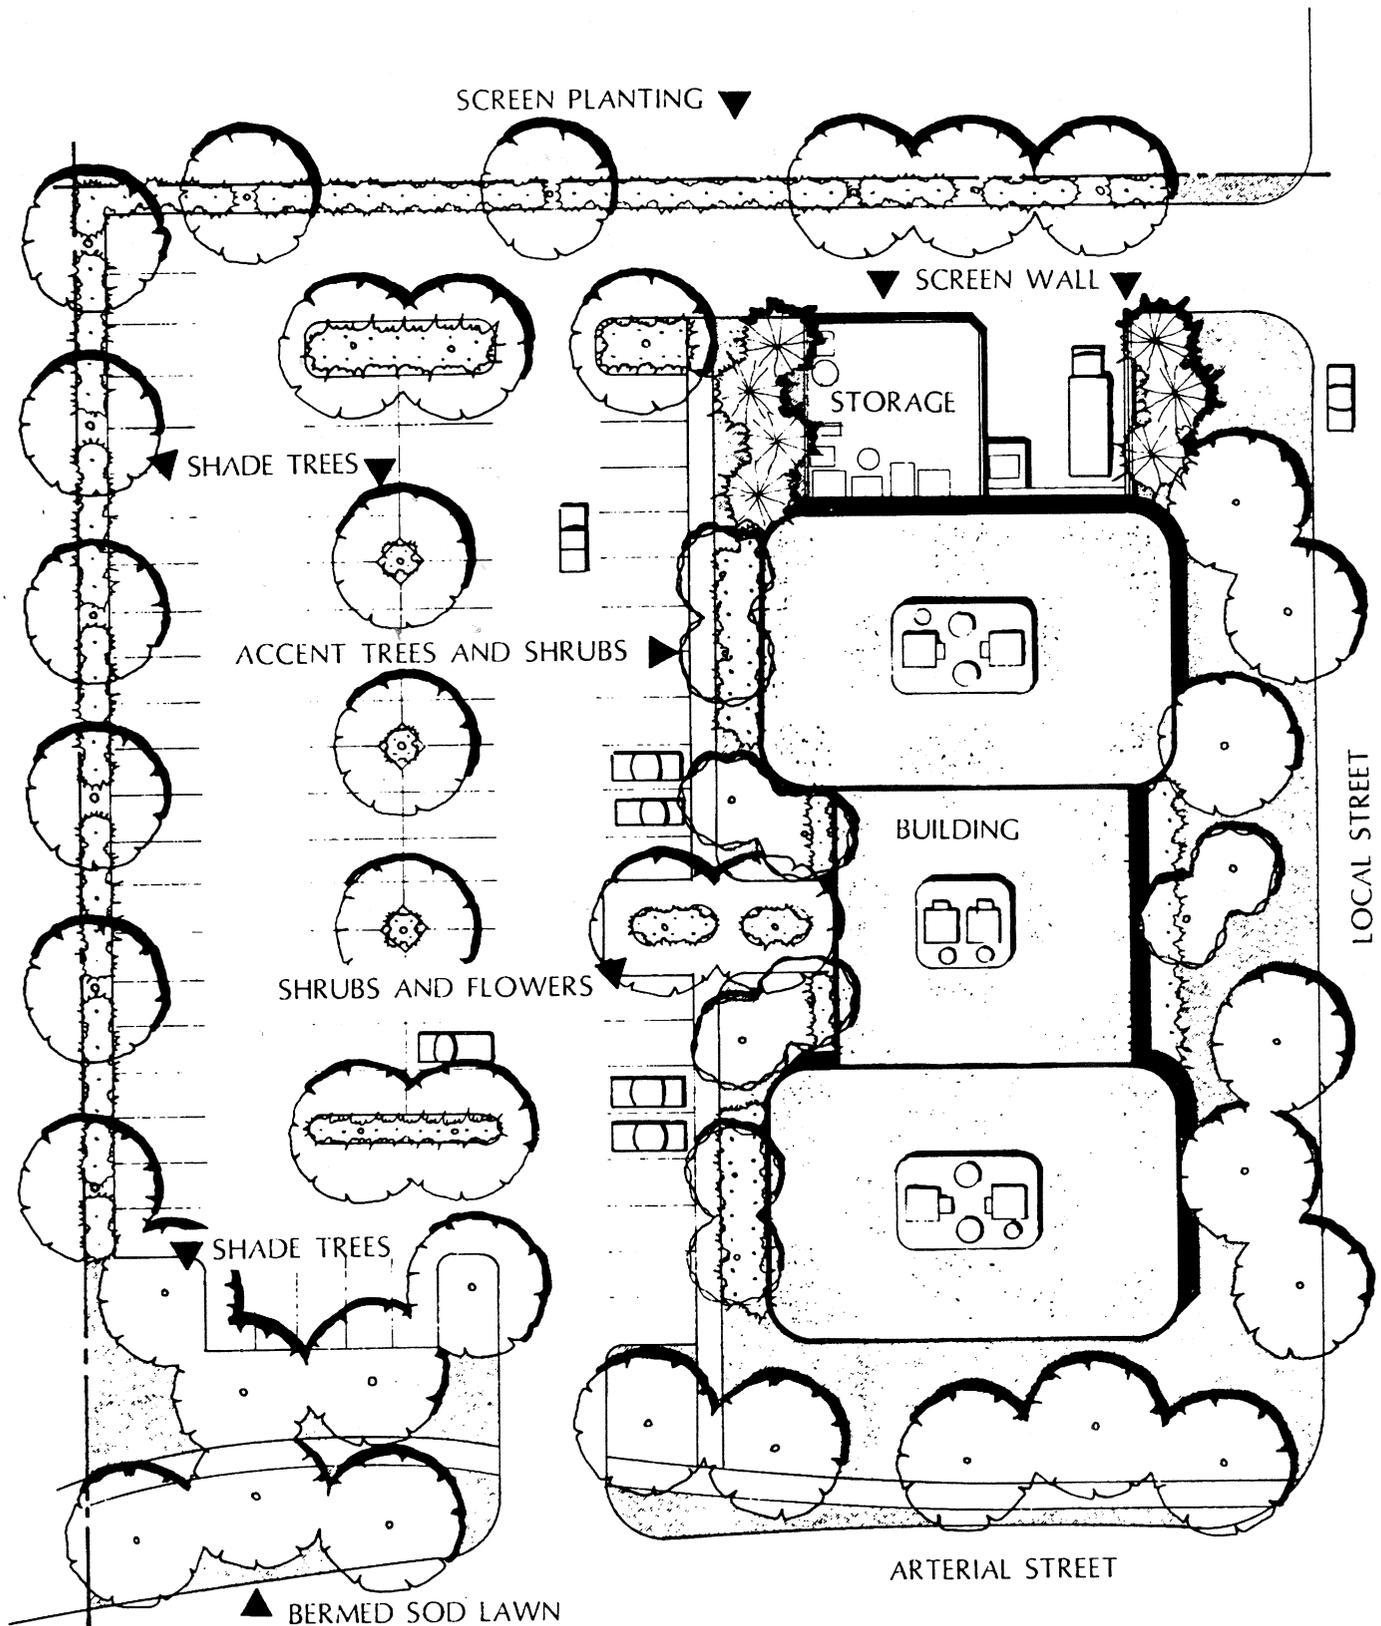 SCREEN PLANTING
SCREEN WALL
STORAGE
SHADE TREES
ACCENT TREES AND SHRUBS
BUILDING
LOCAL STREET
SHRUBS AND FLOWERS
SHADE TREES
ARTERIAL STREET
BERMED SOD LAWN